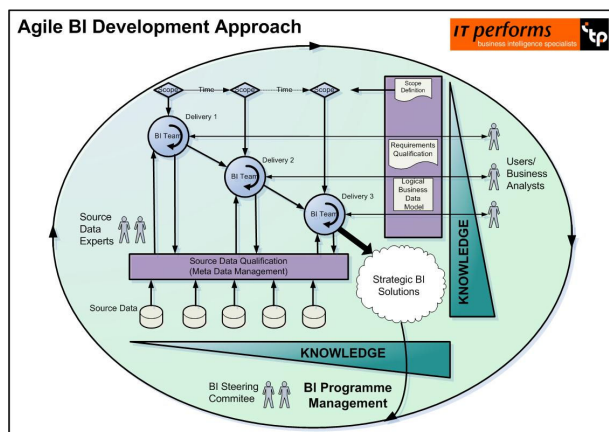 Agile BI Development Approach
IT performs
business intelligence specialists
itp
Scope
Time
Scope
Time
Scope
Scope
Definition
Delivery 1
BI Team
Delivery 2
BI Team
Delivery 3
BI Team
Requirements
Qualification
Logical
Business
Data
Model
Users/
Business
Analysts
KNOWLEDGE
Source
Data
Experts
Source Data Qualification
(Meta Data Management)
Strategic BI
Solutions
Source Data
KNOWLEDGE
BI Steering
Commitee
BI Programme
Management